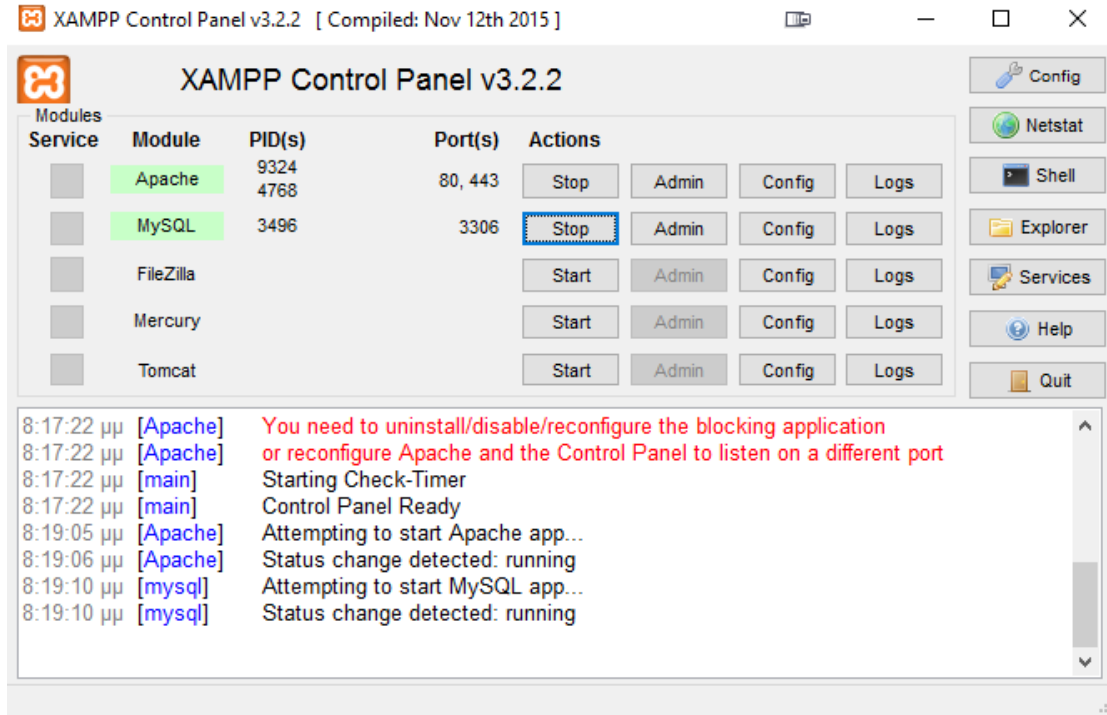 XAMPP Control Panel v3.2.2 [ Compiled: Nov 12th 2015 ]
XAMPP Control Panel v3.2.2
Config
Modules
Service Module PID(s) Port(s) Actions
Netstat
Apache 9324 4768 80, 443 Stop Admin Config Logs
Shell
MySQL 3496 3306 Stop Admin Config Logs
Explorer
FileZilla Start Admin Config Logs
Services
Mercury Start Admin Config Logs
Help
Tomcat Start Admin Config Logs
Quit
8:17:22 μμ [Apache] You need to uninstall/disable/reconfigure the blocking application
8:17:22 μμ [Apache] or reconfigure Apache and the Control Panel to listen on a different port
8:17:22 μμ [main] Starting Check-Timer
8:17:22 μμ [main] Control Panel Ready
8:19:05 μμ [Apache] Attempting to start Apache app...
8:19:06 μμ [Apache] Status change detected: running
8:19:10 μμ [mysql] Attempting to start MySQL app...
8:19:10 μμ [mysql] Status change detected: running